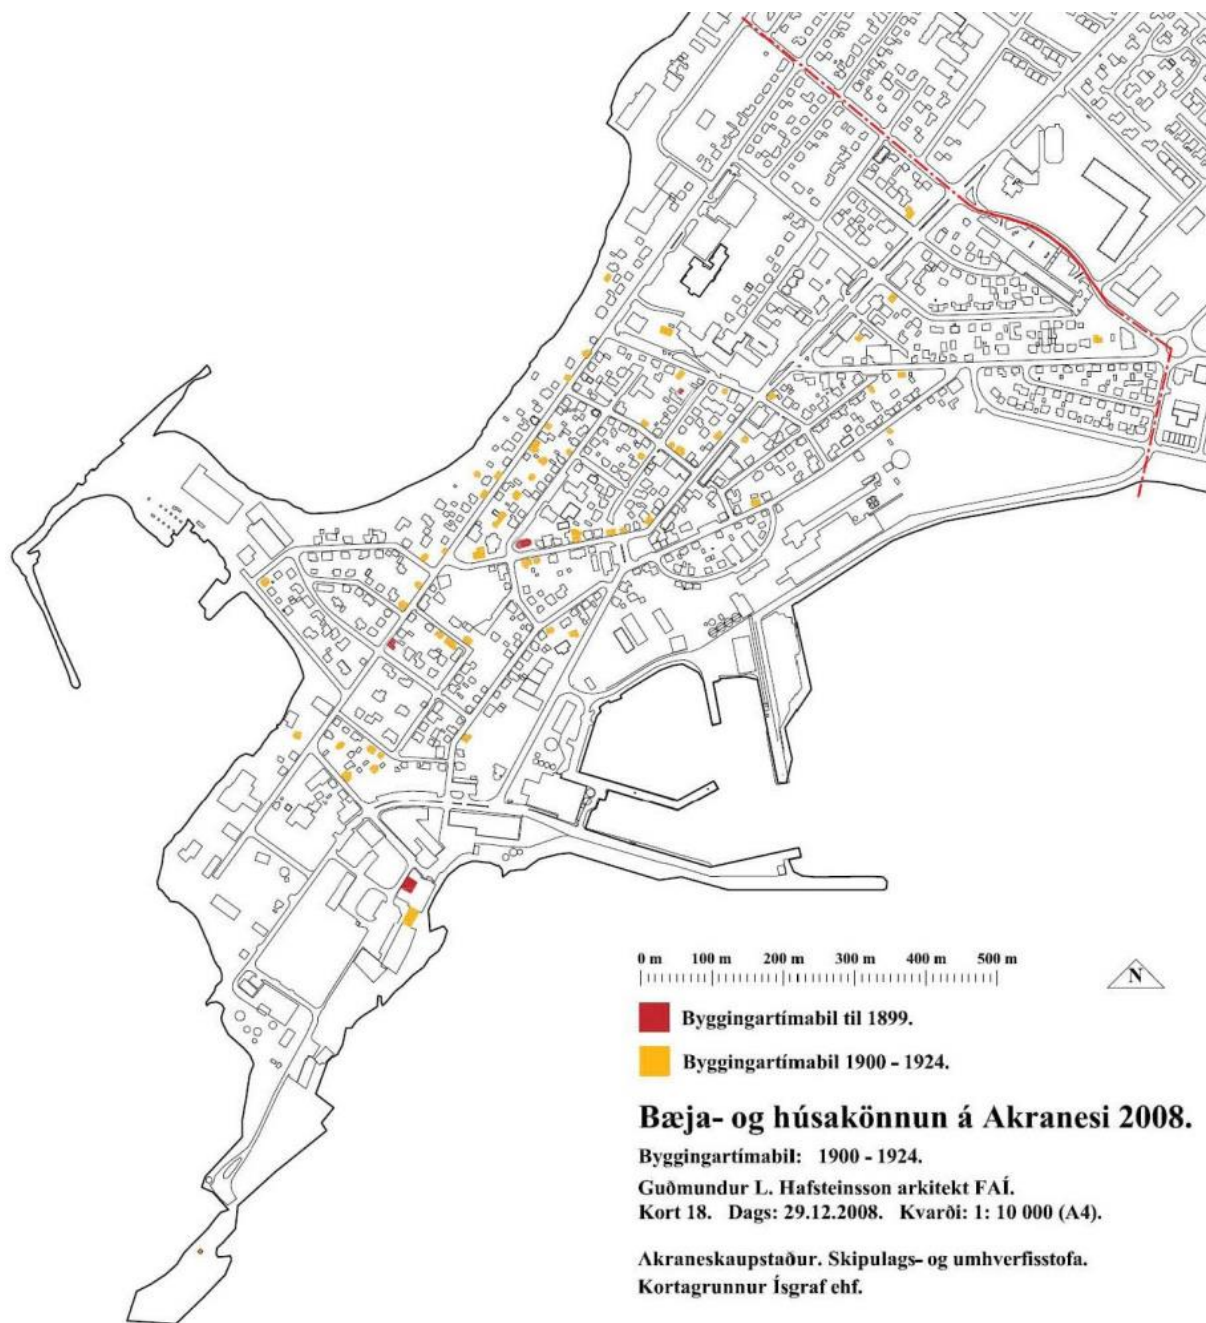 0 m 100 m 200 m 300 m 400 m 500 m
N
Byggingartímabil til 1899.
Byggingartímabil 1900 - 1924.
Bæja- og húsakönnun á Akranesi 2008.
Byggingartímabil: 1900 - 1924.
Guðmundur L. Hafsteinsson arkitekt FAÍ.
Kort 18. Dags: 29.12.2008. Kvarði: 1: 10 000 (A4).
Akraneskaupstaður. Skipulags- og umhverfisstofa.
Kortagrunnur Ísgraf ehf.